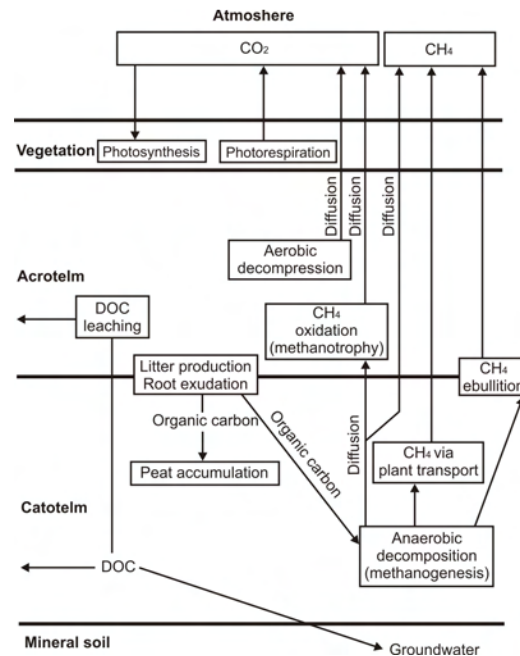 Atmoshere
CO₂
CH₄
Vegetation
Photosynthesis
Photorespiration
Diffusion
Diffusion
Diffusion
Aerobic
decompression
Acrotelm
DOC
leaching
CH₄
oxidation
(methanotrophy)
Litter production
Root exudation
CH₄
ebullition
Organic carbon
Organic carbon
Diffusion
Peat accumulation
CH₄ via
plant transport
Catotelm
Anaerobic
decomposition
(methanogenesis)
DOC
Mineral soil
Groundwater